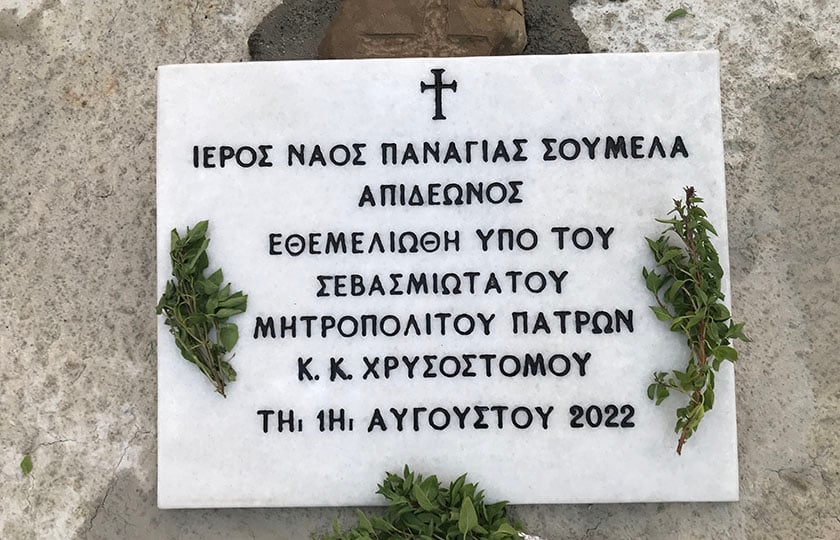 ΙΕΡΟΣ ΝΑΟΣ ΠΑΝΑΓΙΑΣ ΣΟΥΜΕΛΑ
ΑΠΙΔΕΩΝΟΣ
ΕΘΕΜΕΛΙΩΘΗ ΥΠΟ ΤΟΥ
ΣΕΒΑΣΜΙΩΤΑΤΟΥ
ΜΗΤΡΟΠΟΛΙΤΟΥ ΠΑΤΡΩΝ
Κ. Κ. ΧΡΥΣΟΣΤΟΜΟΥ
ΤΗι 1Ηι ΑΥΓΟΥΣΤΟΥ 2022